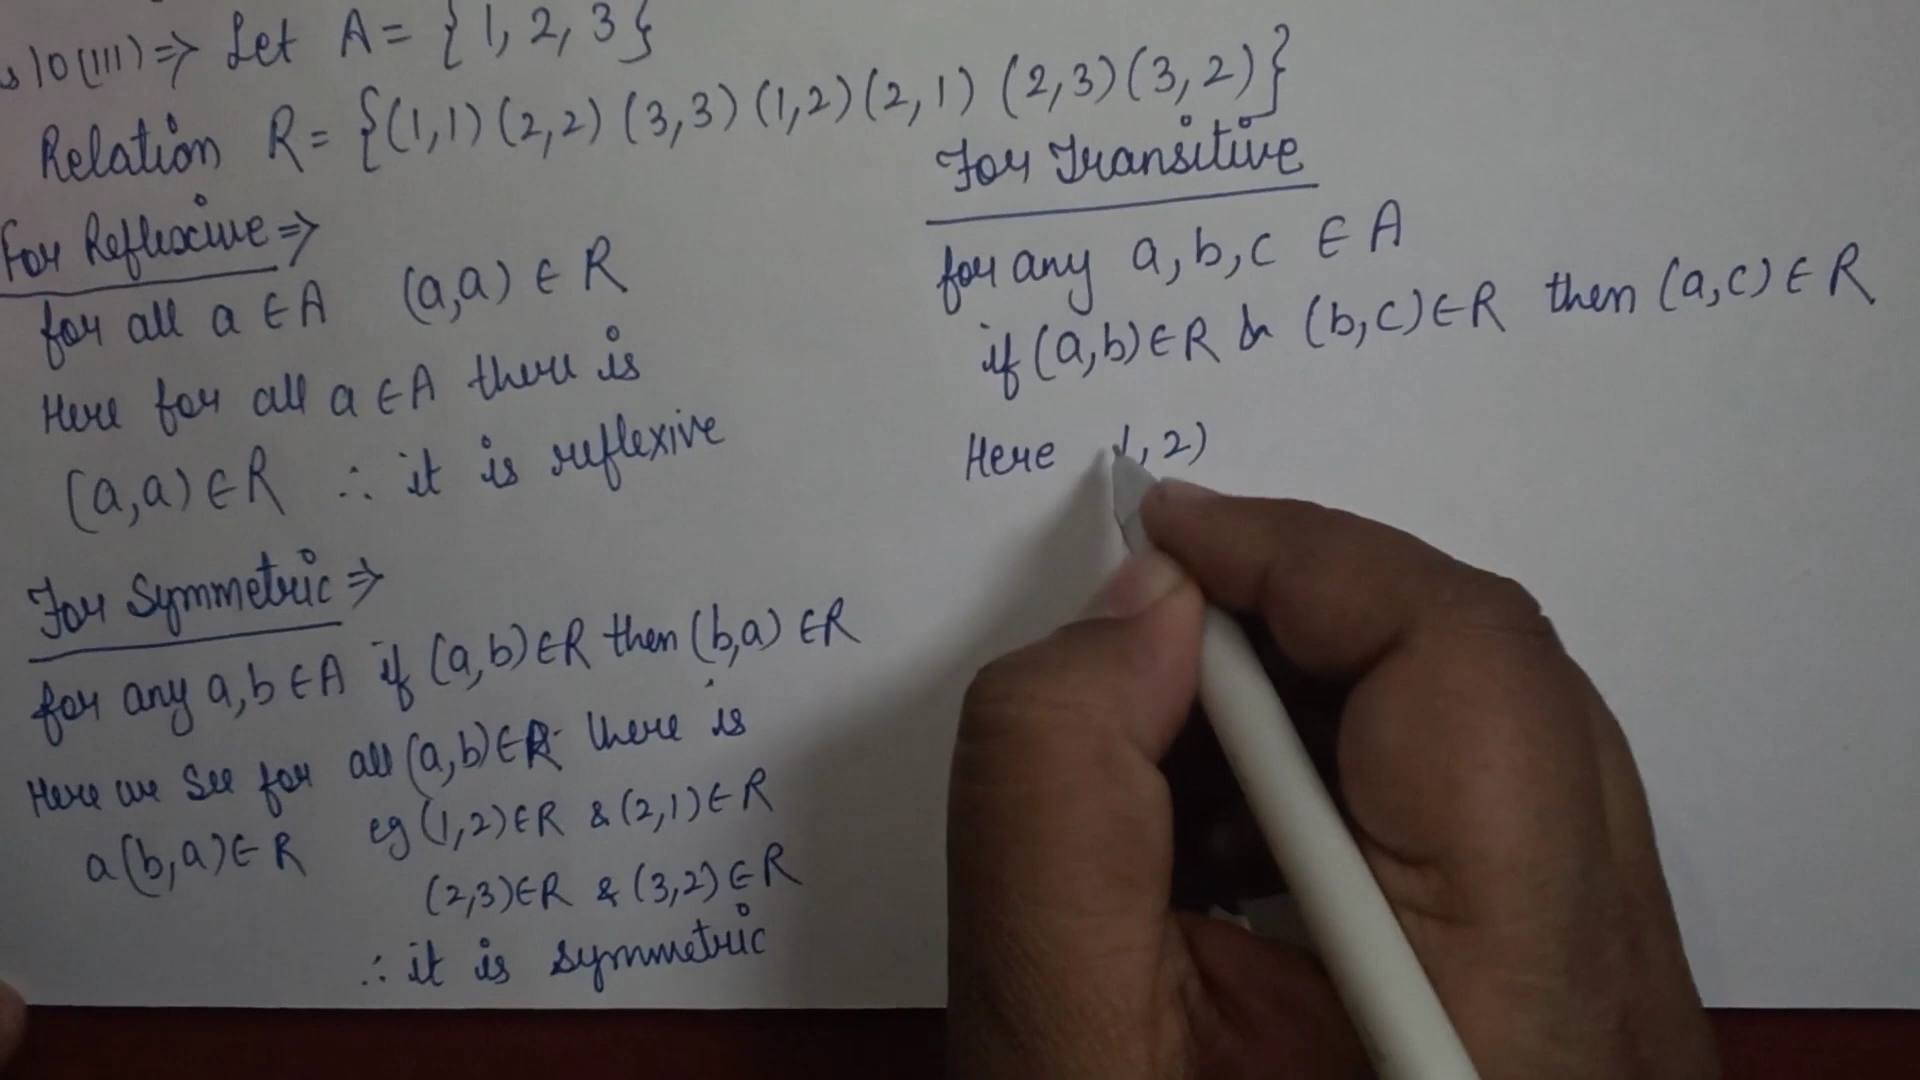 10(III) ⇒ Let A = {1, 2, 3}
Relation R = {(1,1) (2,2) (3,3) (1,2) (2,1) (2,3) (3,2)}
For Reflexive ⇒
for all a ∈ A (a,a) ∈ R
Here for all a ∈ A there is
(a,a) ∈ R ∴ it is reflexive
For Symmetric ⇒
for any a,b ∈ A if (a,b) ∈ R then (b,a) ∈ R
Here we see for all (a,b) ∈ R there is
a (b,a) ∈ R eg (1,2) ∈ R & (2,1) ∈ R
(2,3) ∈ R & (3,2) ∈ R
∴ it is symmetric
For Transitive
for any a, b, c ∈ A
if (a,b) ∈ R & (b,c) ∈ R then (a,c) ∈ R
Here 1, 2)